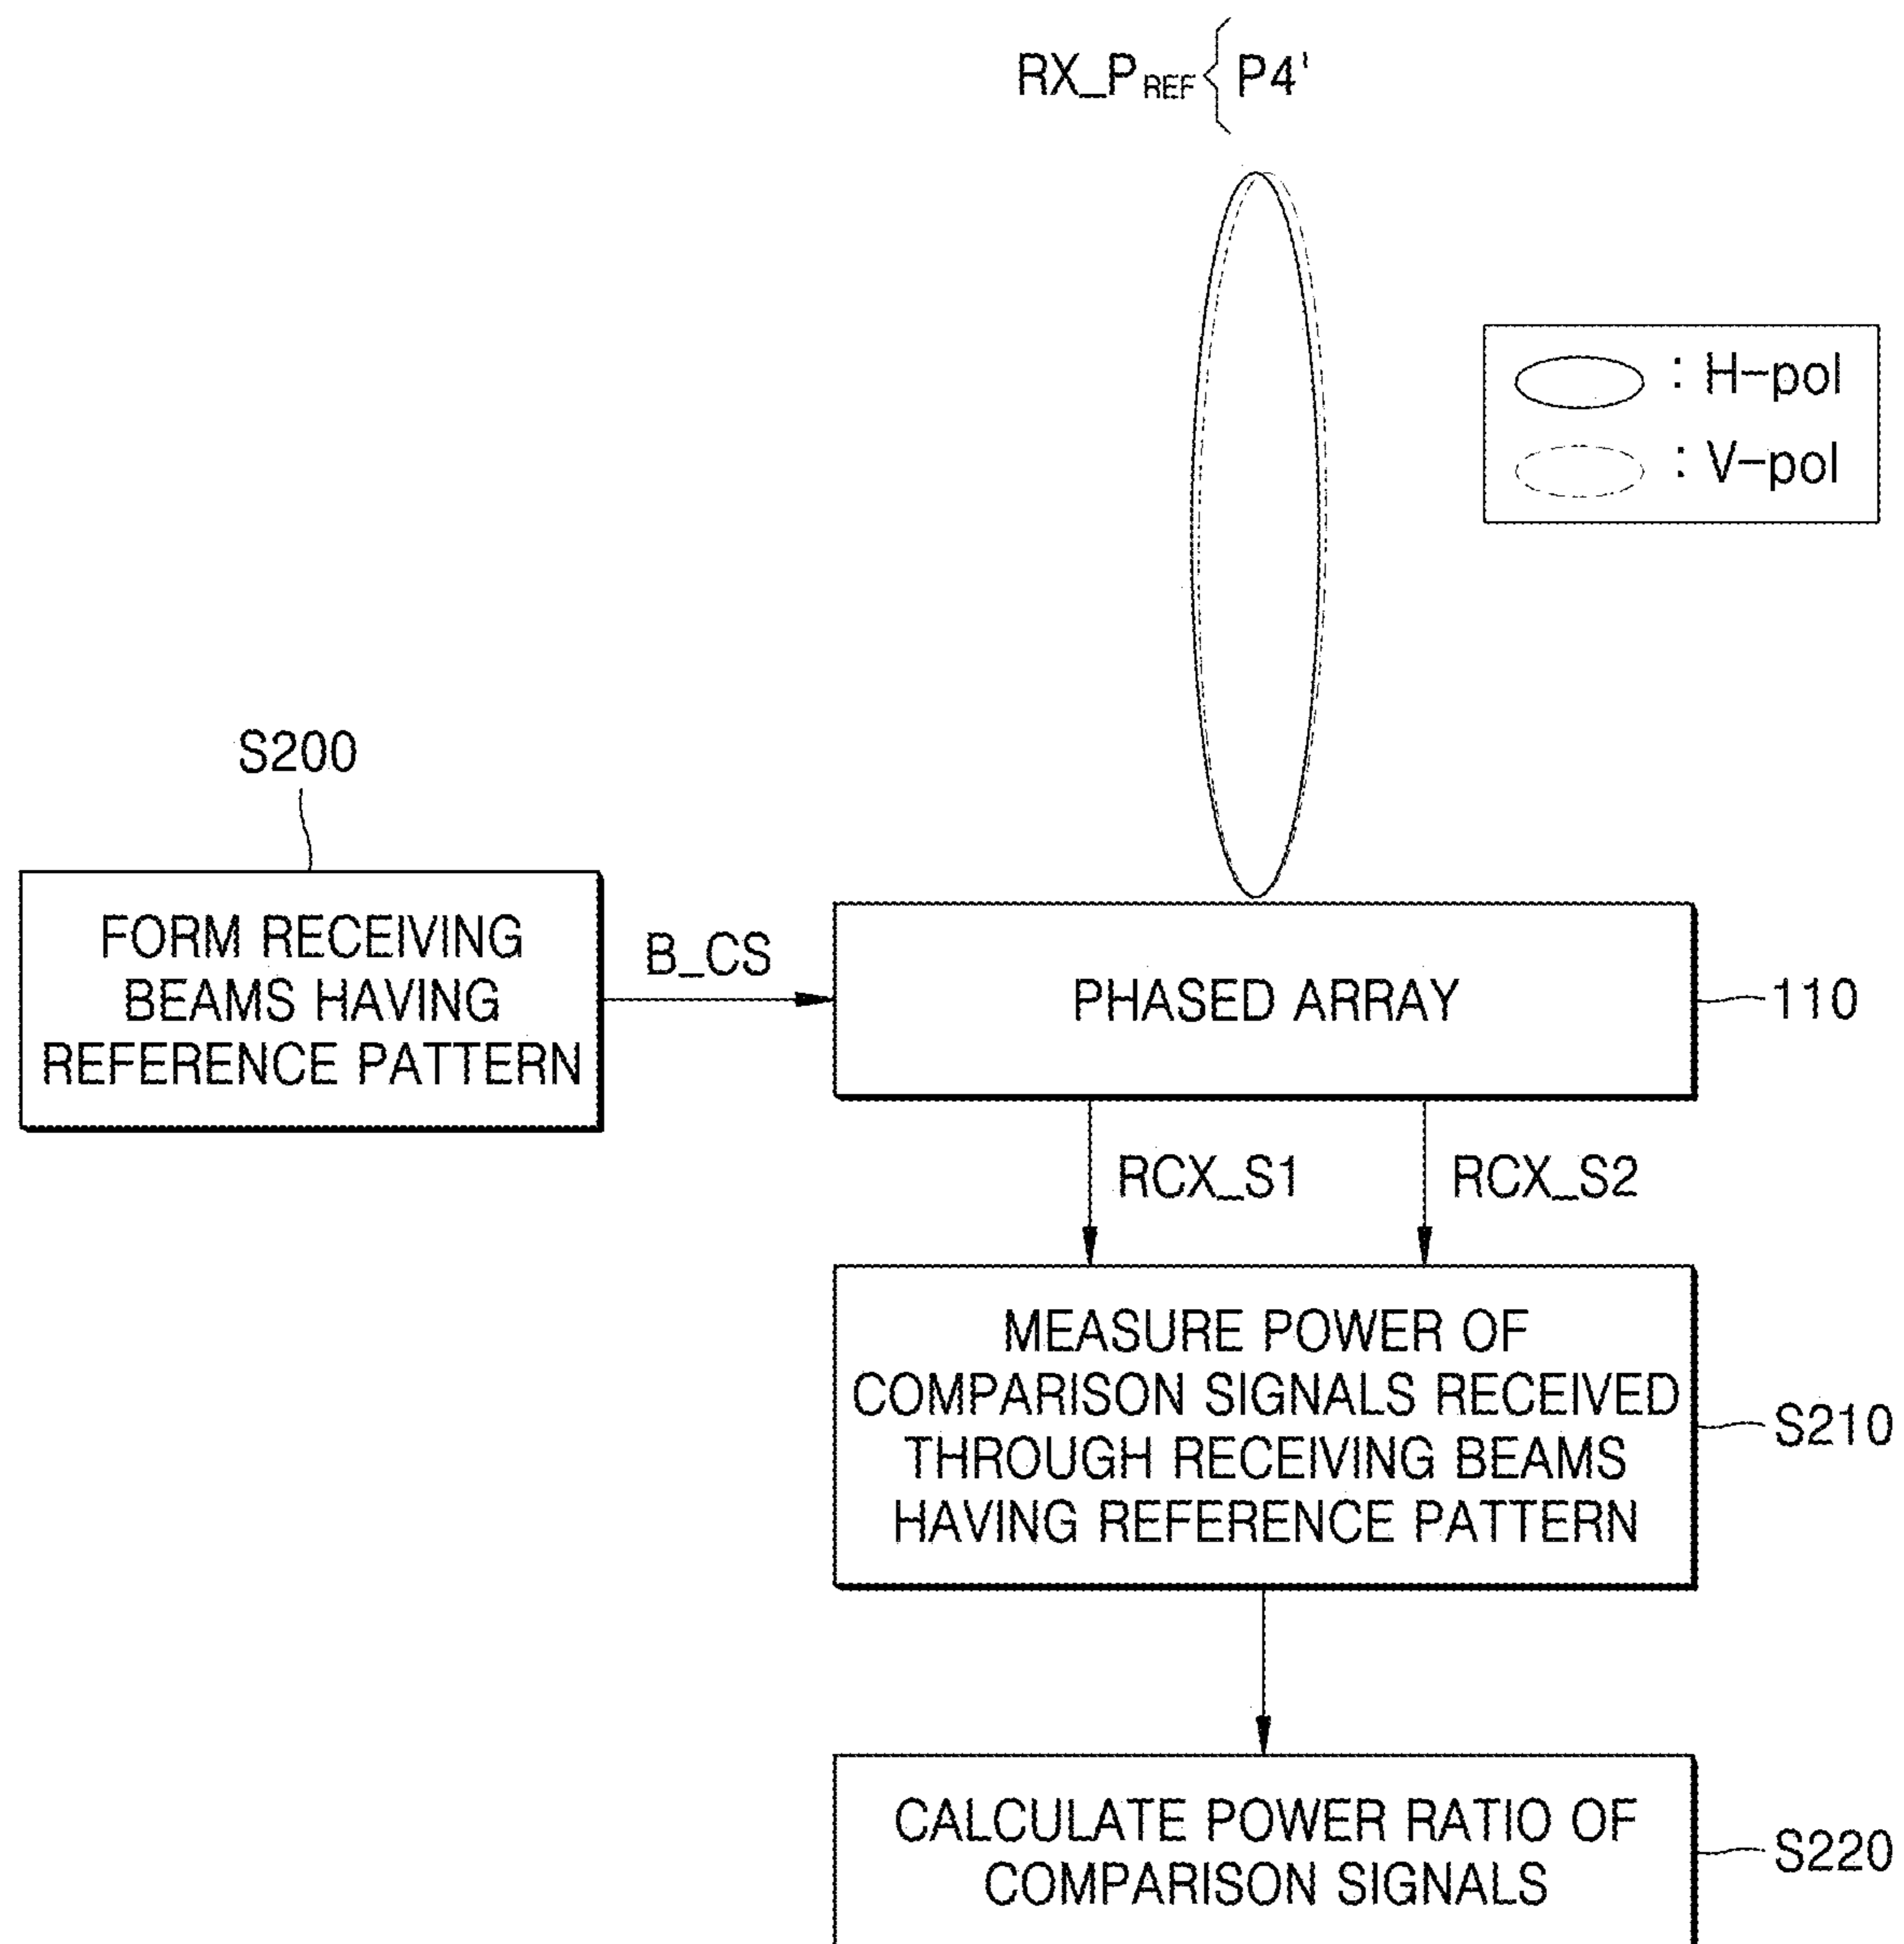 RX_PREF { P4'
: H-pol
: V-pol
S200
FORM RECEIVING
BEAMS HAVING
REFERENCE PATTERN
B_CS
PHASED ARRAY
110
RCX_S1
RCX_S2
MEASURE POWER OF
COMPARISON SIGNALS RECEIVED
THROUGH RECEIVING BEAMS
HAVING REFERENCE PATTERN
S210
CALCULATE POWER RATIO OF
COMPARISON SIGNALS
S220